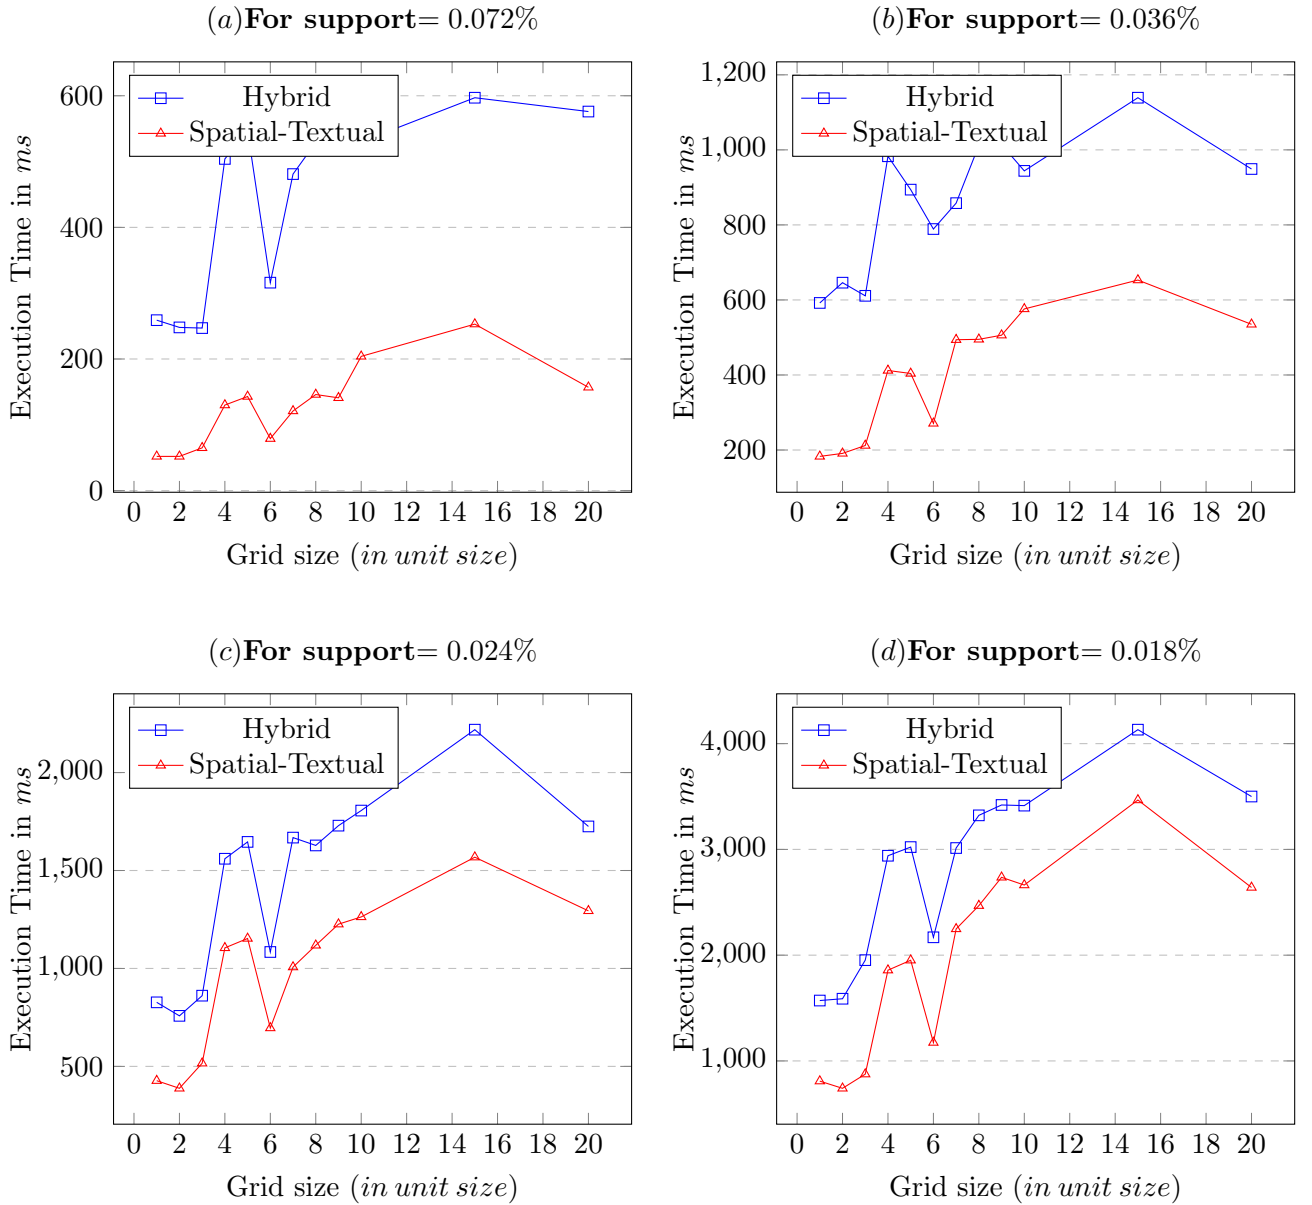 (a)For support= 0.072%
Hybrid
Spatial-Textual
600
400
200
0
0 2 4 6 8 10 12 14 16 18 20
Execution Time in ms
Grid size (in unit size)
(b)For support= 0.036%
Hybrid
Spatial-Textual
1,200
1,000
800
600
400
200
0 2 4 6 8 10 12 14 16 18 20
Execution Time in ms
Grid size (in unit size)
(c)For support= 0.024%
Hybrid
Spatial-Textual
2,000
1,500
1,000
500
0 2 4 6 8 10 12 14 16 18 20
Execution Time in ms
Grid size (in unit size)
(d)For support= 0.018%
Hybrid
Spatial-Textual
4,000
3,000
2,000
1,000
0 2 4 6 8 10 12 14 16 18 20
Execution Time in ms
Grid size (in unit size)